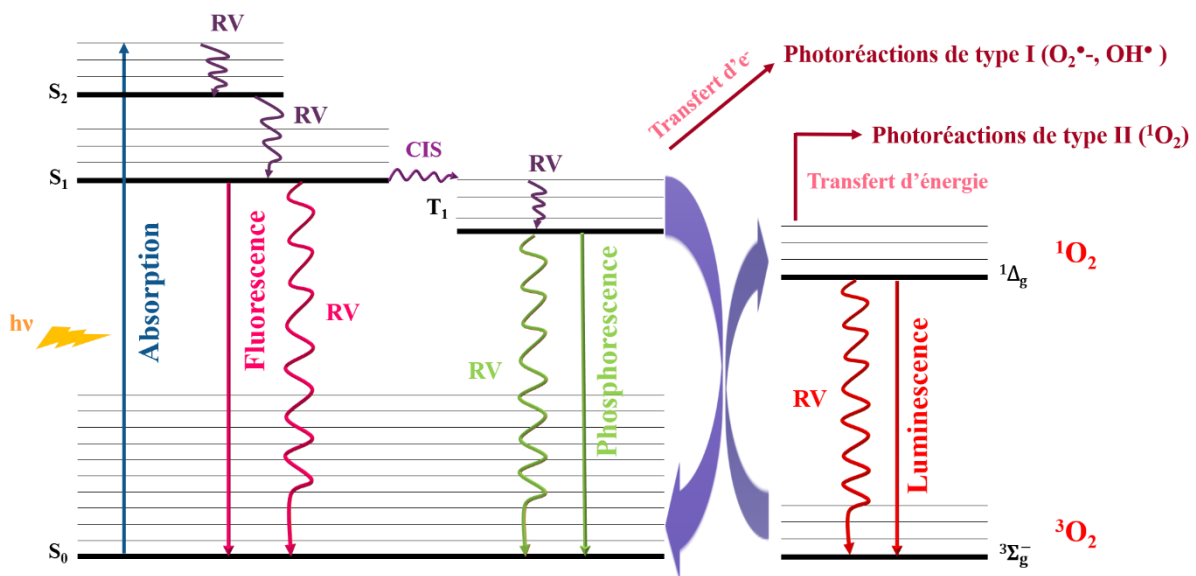 RV
S₂
RV
CIS
S₁
RV
T₁
hν
Absorption
Fluorescence
RV
RV
Phosphorescence
S₀
Transfert d'e⁻
Photoréactions de type I (O₂•-, OH•)
Photoréactions de type II (¹O₂)
Transfert d'énergie
¹O₂
¹Δg
RV
Luminescence
³O₂
³Σg⁻